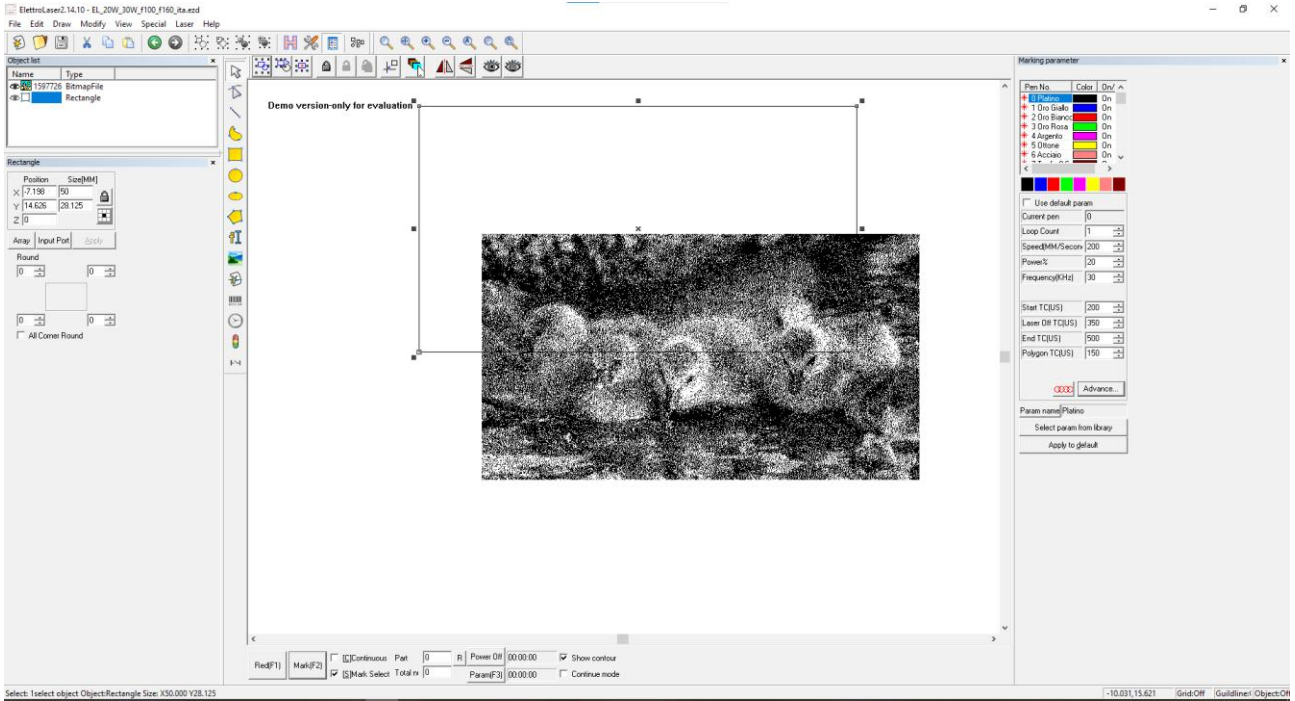 ElettroLaser2.14.10 - EL_20W_30W_f100_f160_ita.ezd
File Edit Draw Modify View Special Laser Help
Object list
Name Type
1597726 BitmapFile
Rectangle
Rectangle
Position Size[MM]
X -7.198 50
Y 14.626 28.125
Z 0
Array Input Port Apply
Round
0 0
0 0
All Corner Round
Demo version-only for evaluation
Red(F1) Mark(F2)
[C]Continuous Part 0 R Power Off 00:00:00 Show contour
[S]Mark Select Total n 0 Param(F3) 00:00:00 Continue mode
Marking parameter
Pen No. Color On/
0 Platino On
1 Oro Giallo On
2 Oro Bianco On
3 Oro Rosa On
4 Argento On
5 Ottone On
6 Acciaio On
Use default param
Current pen 0
Loop Count 1
Speed(MM/Secon 200
Power% 20
Frequency(KHz) 30
Start TC(US) 200
Laser Off TC(US) 350
End TC(US) 500
Polygon TC(US) 150
Advance...
Param name Platino
Select param from library
Apply to default
Select: 1select object Object:Rectangle Size: X50.000 Y28.125
-10.031,15.621 Grid:Off Guildline: Object:Off